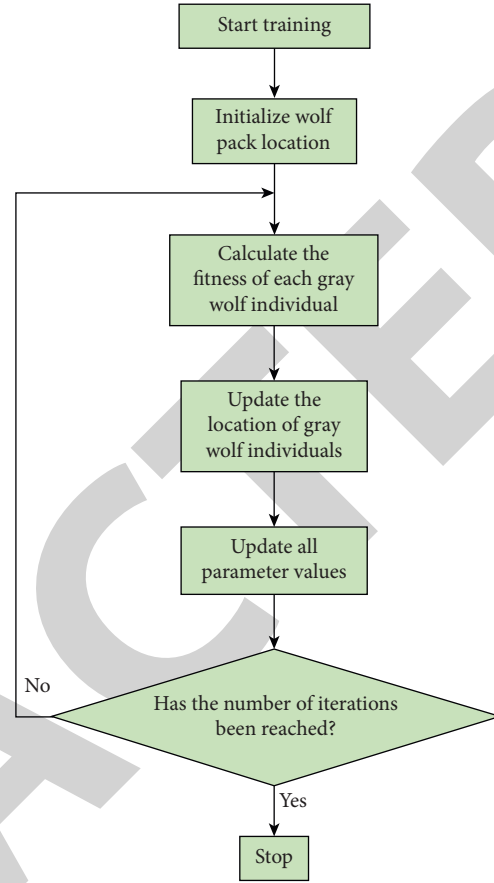 Start training
Initialize wolf
pack location
Calculate the
fitness of each gray
wolf individual
Update the
location of gray
wolf individuals
Update all
parameter values
Has the number of iterations
been reached?
No
Yes
Stop